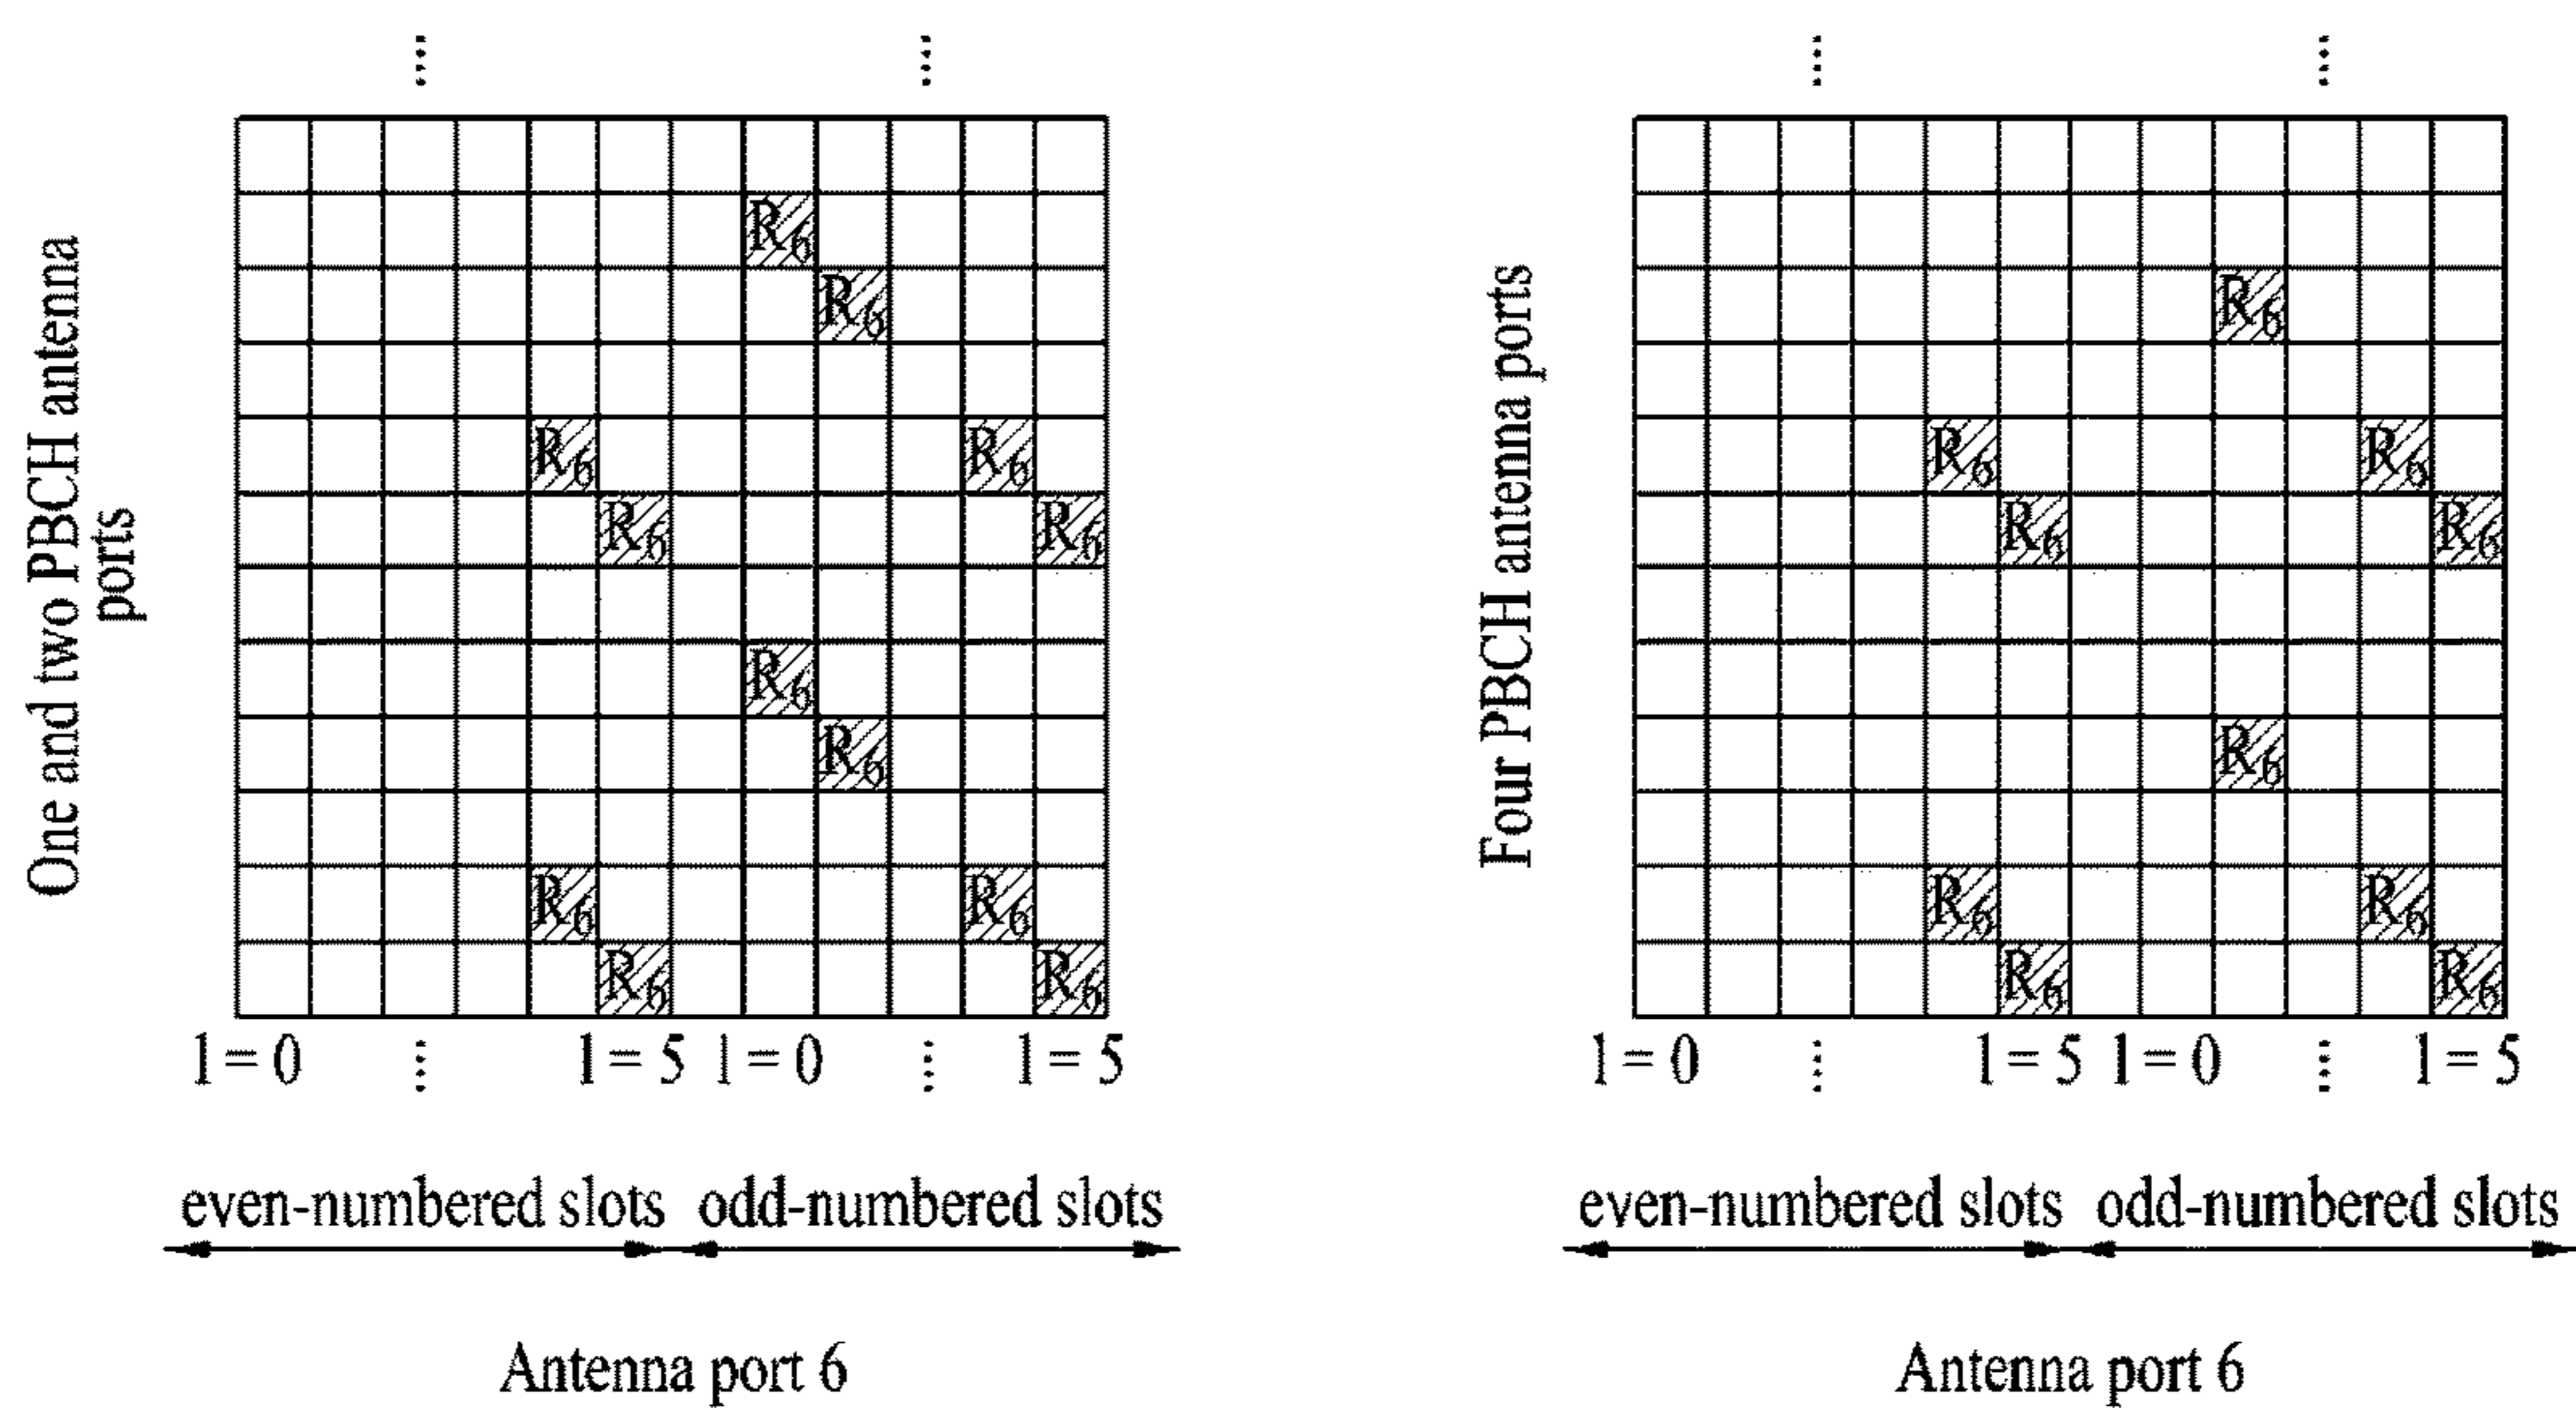 One and two PBCH antenna
ports
R6
R6
R6 R6
R6 R6
R6
R6
R6 R6
R6 R6
l = 0 l = 5 l = 0 l = 5
even-numbered slots odd-numbered slots
Antenna port 6
Four PBCH antenna ports
R6
R6 R6
R6 R6
R6
R6 R6
R6 R6
l = 0 l = 5 l = 0 l = 5
even-numbered slots odd-numbered slots
Antenna port 6